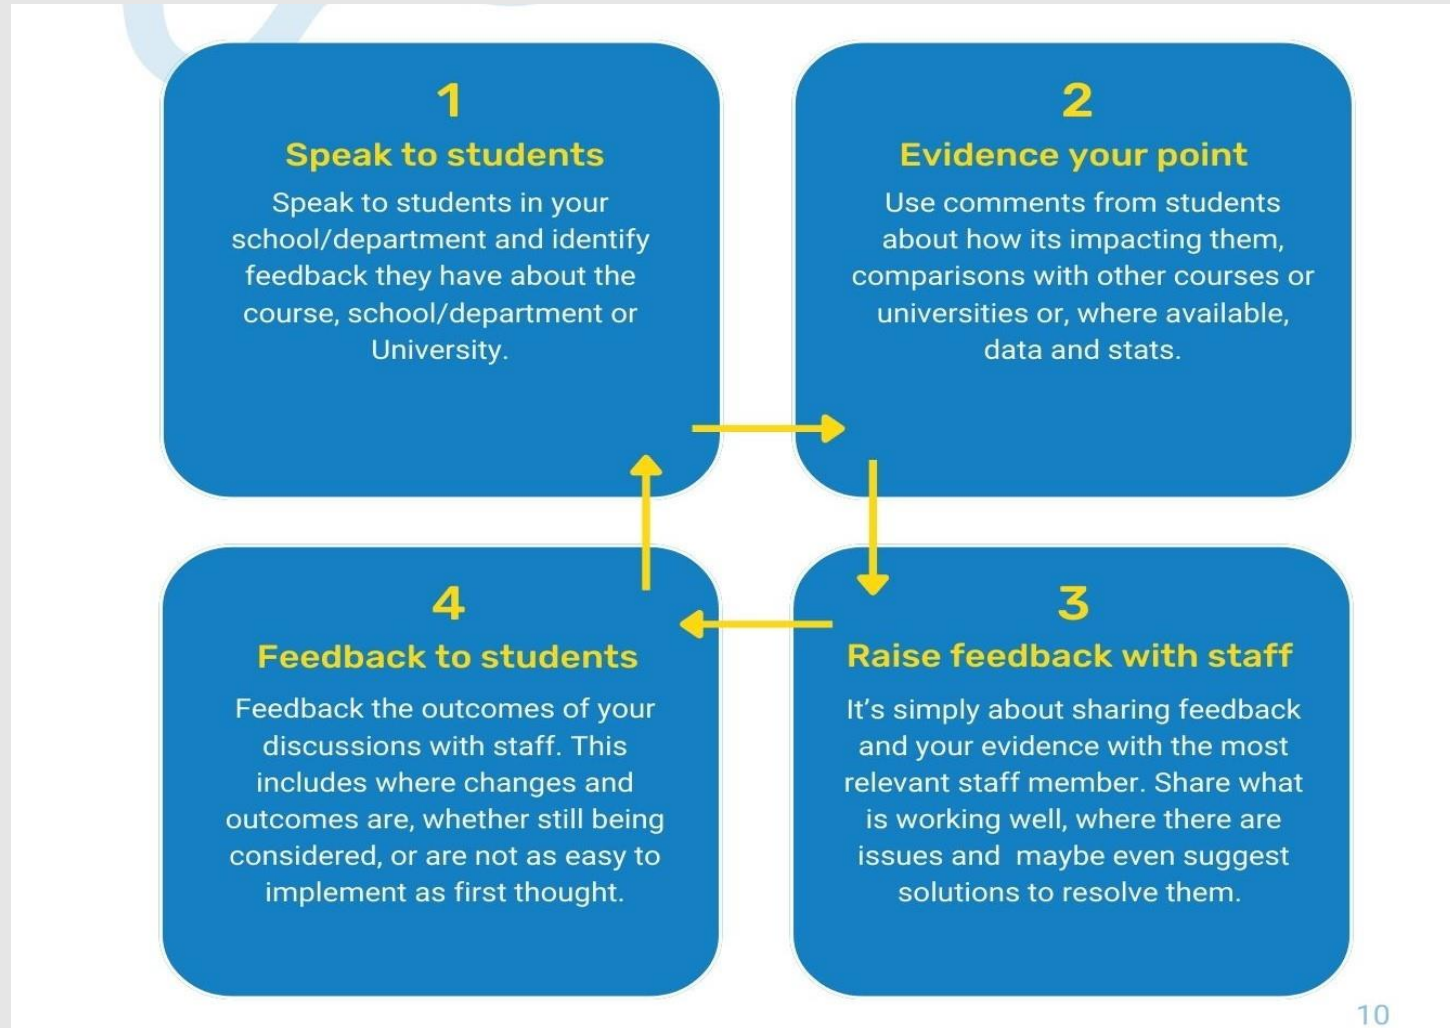 1
Speak to students
Speak to students in your
school/department and identify
feedback they have about the
course, school/department or
University.
2
Evidence your point
Use comments from students
about how its impacting them,
comparisons with other courses or
universities or, where available,
data and stats.
3
Raise feedback with staff
It's simply about sharing feedback
and your evidence with the most
relevant staff member. Share what
is working well, where there are
issues and  maybe even suggest
solutions to resolve them.
4
Feedback to students
Feedback the outcomes of your
discussions with staff. This
includes where changes and
outcomes are, whether still being
considered, or are not as easy to
implement as first thought.
10